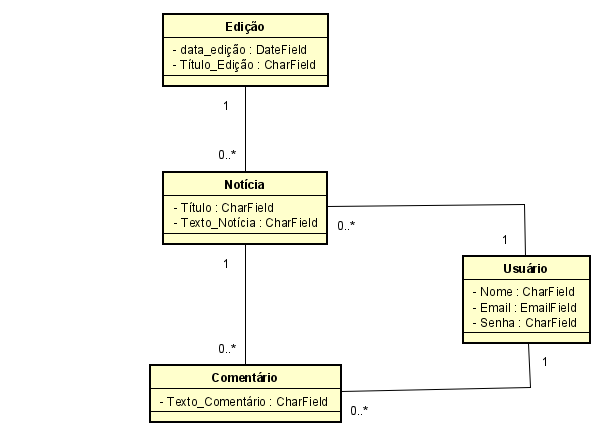 Edição
- data_edição : DateField
- Título_Edição : CharField
1
0..*
Notícia
- Título : CharField
- Texto_Notícia : CharField
0..*
1
1
Usuário
- Nome : CharField
- Email : EmailField
- Senha : CharField
0..*
1
Comentário
- Texto_Comentário : CharField
0..*